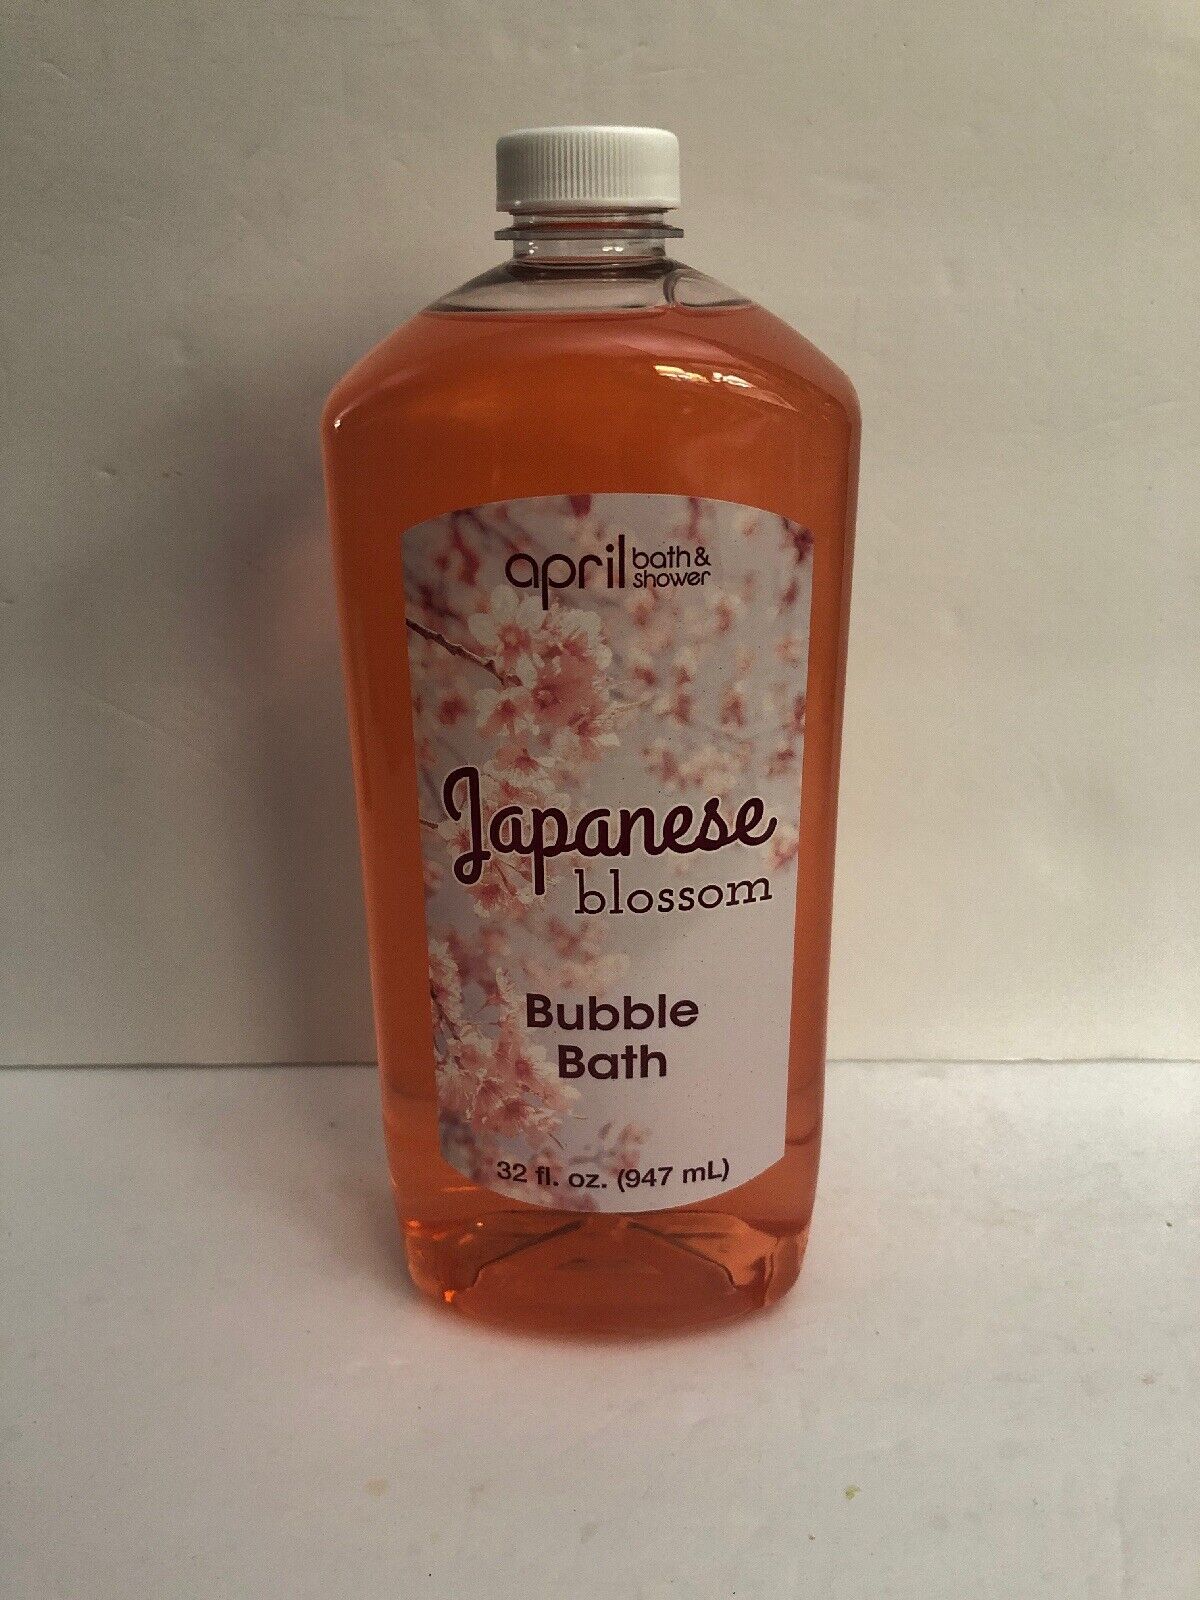 april bath &
shower
Japanese
blossom
Bubble
Bath
32 fl. oz. (947 mL)